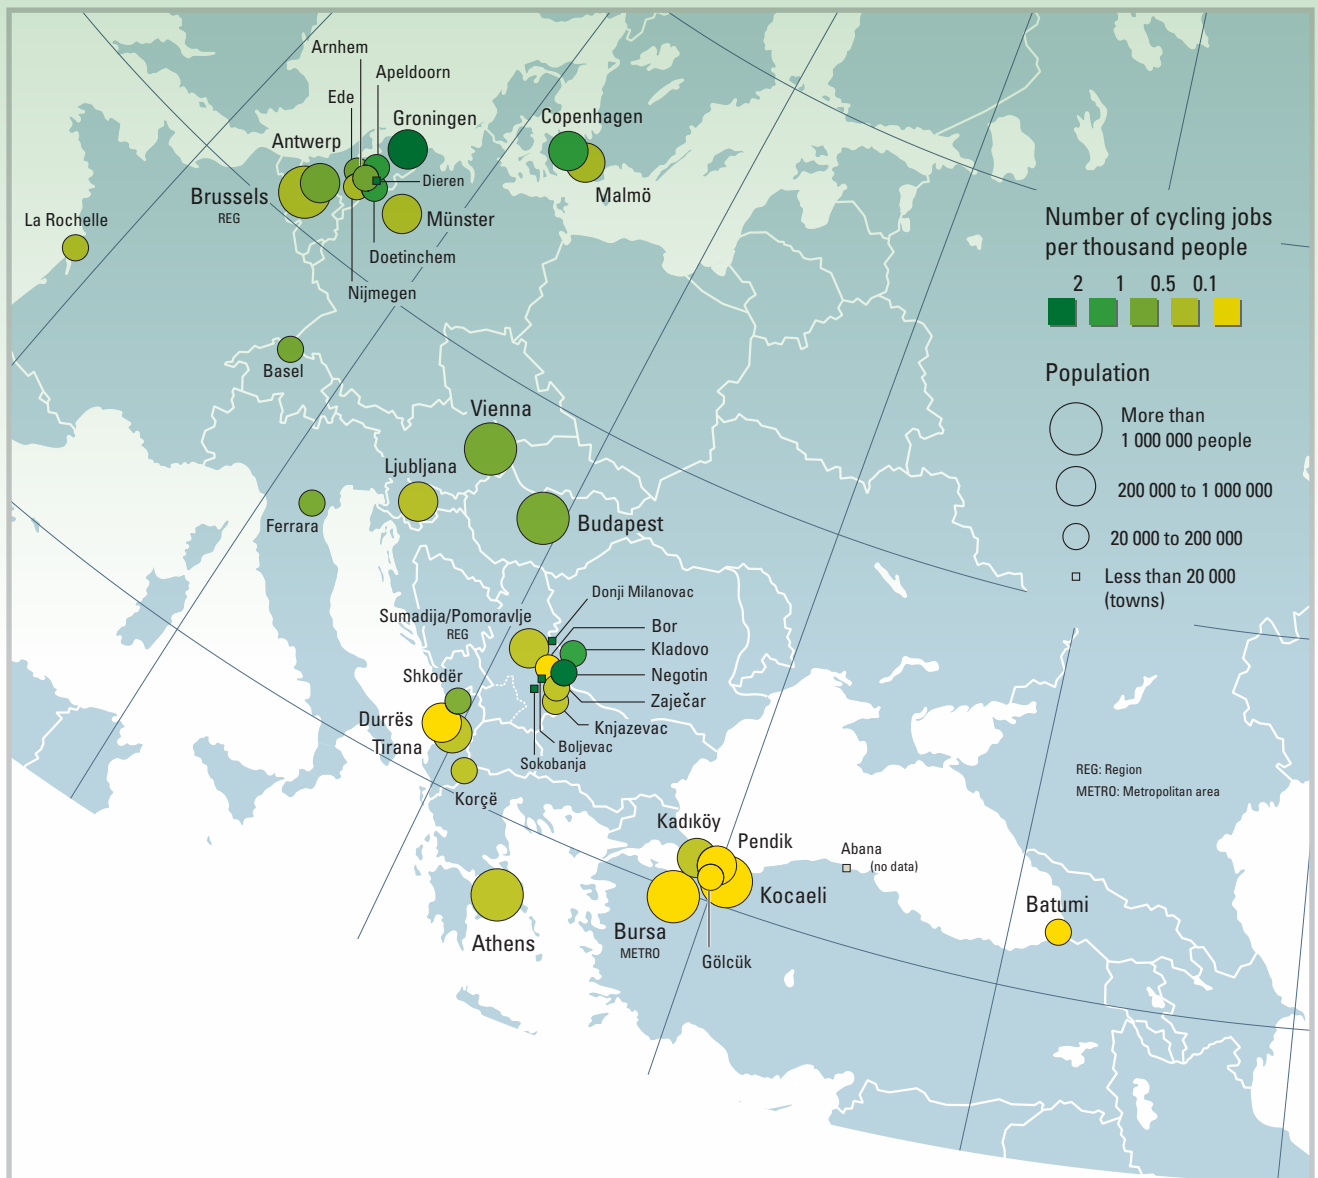 Arnhem
Apeldoorn
Ede
Groningen
Copenhagen
Antwerp
Dieren
Brussels
REG
Malmö
Münster
La Rochelle
Doetinchem
Nijmegen
Number of cycling jobs
per thousand people
2 1 0.5 0.1
Basel
Population
Vienna
More than
1 000 000 people
Ljubljana
200 000 to 1 000 000
Ferrara
Budapest
20 000 to 200 000
Less than 20 000
(towns)
Donji Milanovac
Sumadija/Pomoravlje
REG
Bor
Kladovo
Shkodër
Negotin
Zaječar
Durrës
Knjazevac
Tirana
Boljevac
Sokobanja
REG: Region
METRO: Metropolitan area
Korçë
Kadıköy
Pendik
Abana
(no data)
Kocaeli
Batumi
Bursa
METRO
Athens
Gölcük